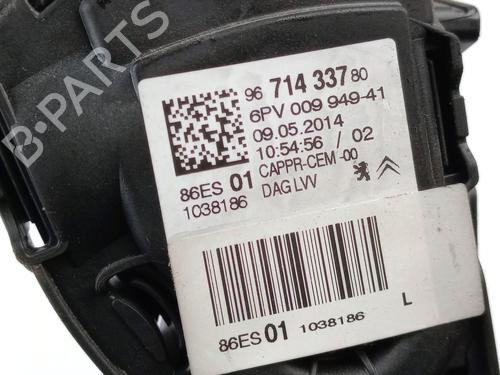 B-PARTS
96 714 337 80
6PV 009 949-41
09.05.2014
10:54:56 / 02
CAPPR-CEM-00
DAG LVV
86ES 01
1038186
86ES 01 1038186 L